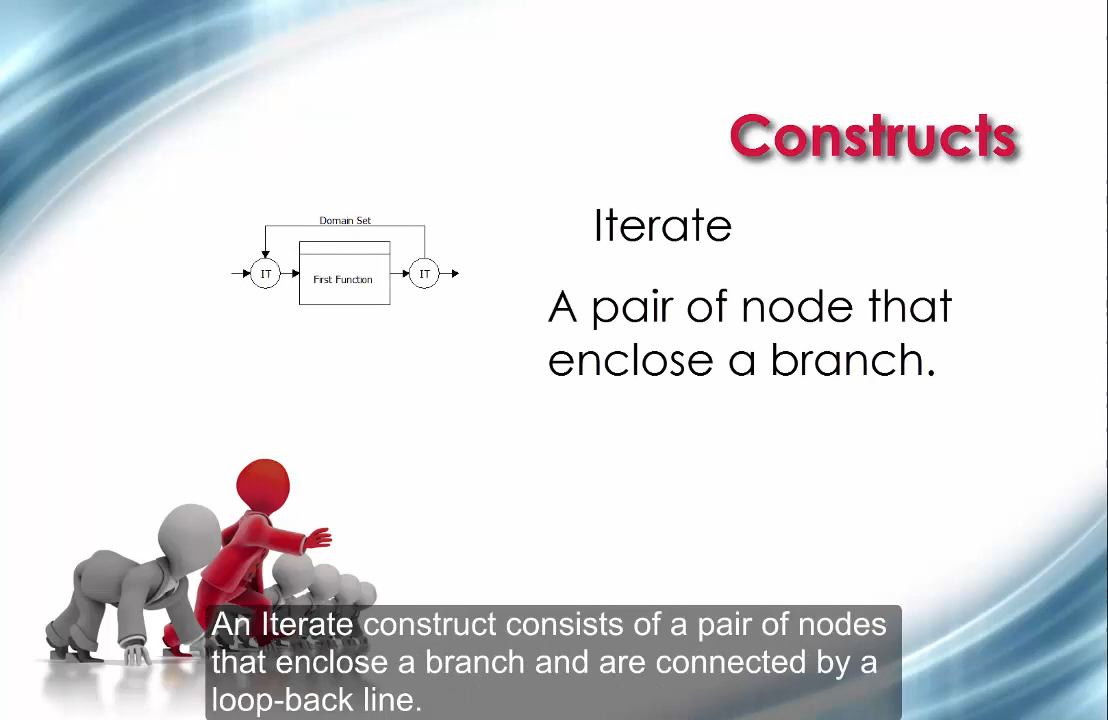 Constructs
Domain Set
IT
First Function
IT
Iterate
A pair of node that
enclose a branch.
An Iterate construct consists of a pair of nodes
that enclose a branch and are connected by a
loop-back line.